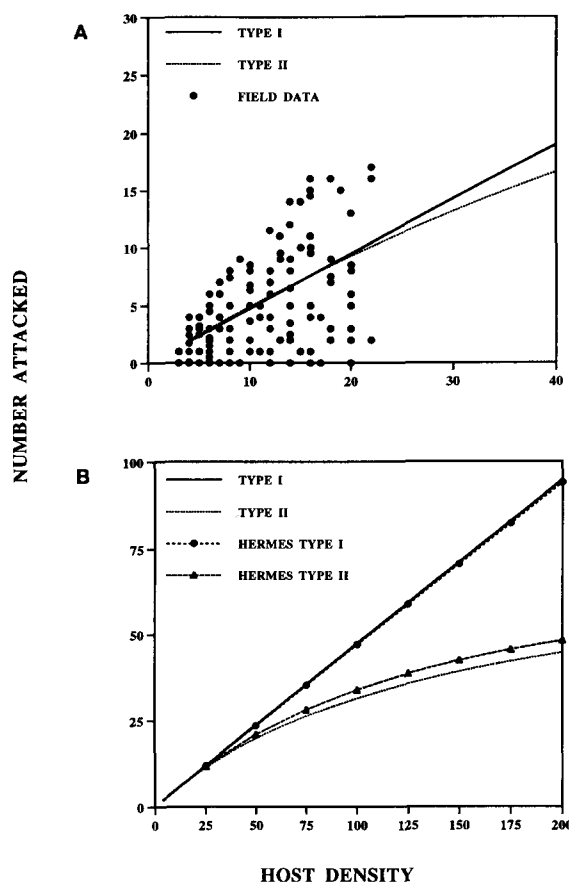 A
TYPE I
TYPE II
FIELD DATA
30
25
20
15
10
5
0
0 10 20 30 40
NUMBER ATTACKED
B
TYPE I
TYPE II
HERMES TYPE I
HERMES TYPE II
100
75
50
25
0
0 25 50 75 100 125 150 175 200
HOST DENSITY